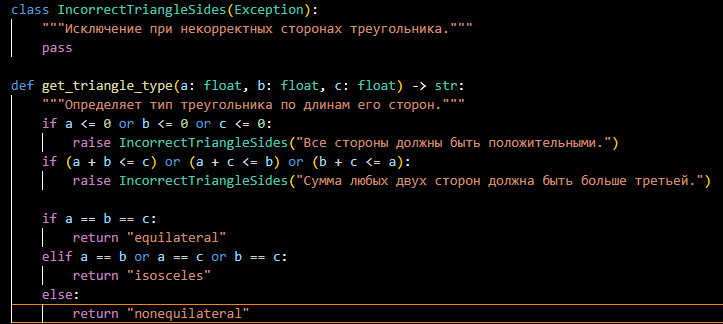 class IncorrectTriangleSides(Exception):
    """Исключение при некорректных сторонах треугольника."""
    pass

def get_triangle_type(a: float, b: float, c: float) -> str:
    """Определяет тип треугольника по длинам его сторон."""
    if a <= 0 or b <= 0 or c <= 0:
        raise IncorrectTriangleSides("Все стороны должны быть положительными.")
    if (a + b <= c) or (a + c <= b) or (b + c <= a):
        raise IncorrectTriangleSides("Сумма любых двух сторон должна быть больше третьей.")

    if a == b == c:
        return "equilateral"
    elif a == b or a == c or b == c:
        return "isosceles"
    else:
        return "nonequilateral"